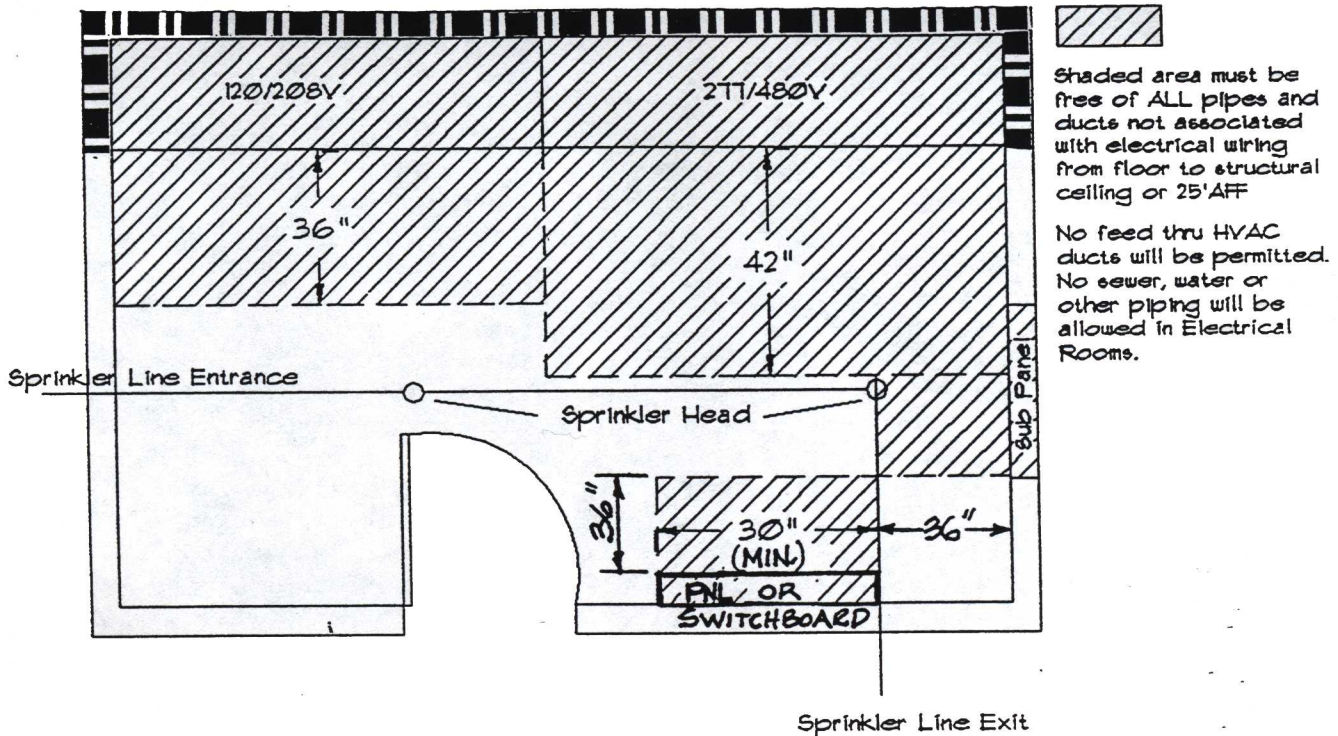 120/208V
277/480V
36"
42"
Shaded area must be
free of ALL pipes and
ducts not associated
with electrical wiring
from floor to structural
ceiling or 25'AFF
No feed thru HVAC
ducts will be permitted.
No sewer, water or
other piping will be
allowed in Electrical
Rooms.
Sub Panel
Sprinkler Line Entrance
Sprinkler Head
36"
30"
(MIN.)
36"
PNL OR
SWITCHBOARD
Sprinkler Line Exit